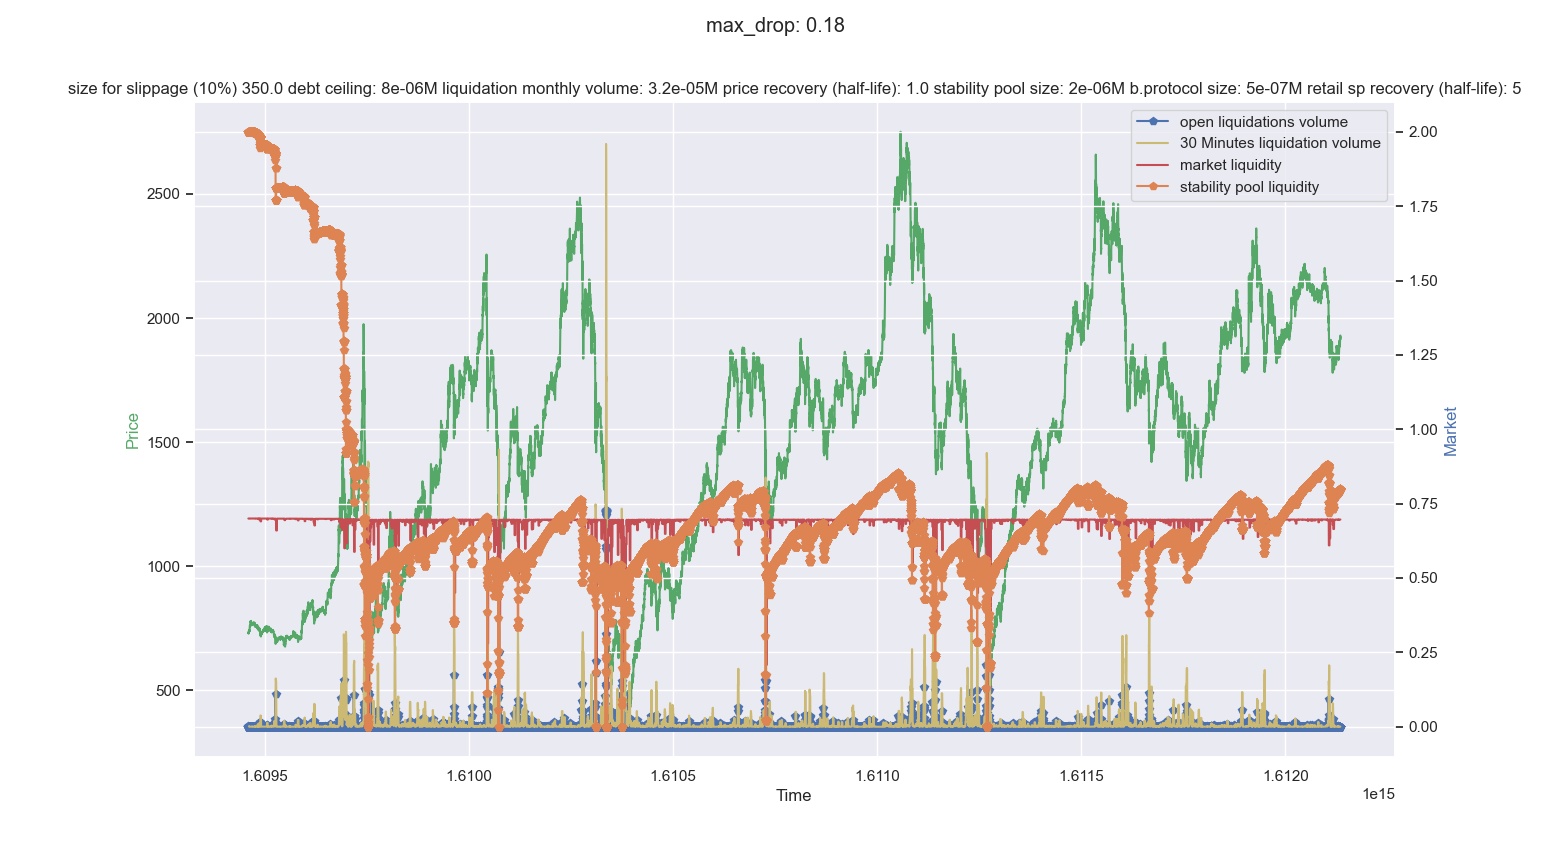 max_drop: 0.18
size for slippage (10%) 350.0 debt ceiling: 8e-06M liquidation monthly volume: 3.2e-05M price recovery (half-life): 1.0 stability pool size: 2e-06M b.protocol size: 5e-07M retail sp recovery (half-life): 5
open liquidations volume
30 Minutes liquidation volume
market liquidity
stability pool liquidity
2500
2000
1500
1000
500
Price
2.00
1.75
1.50
1.25
1.00
0.75
0.50
0.25
0.00
Market
1.6095 1.6100 1.6105 1.6110 1.6115 1.6120
Time
1e15